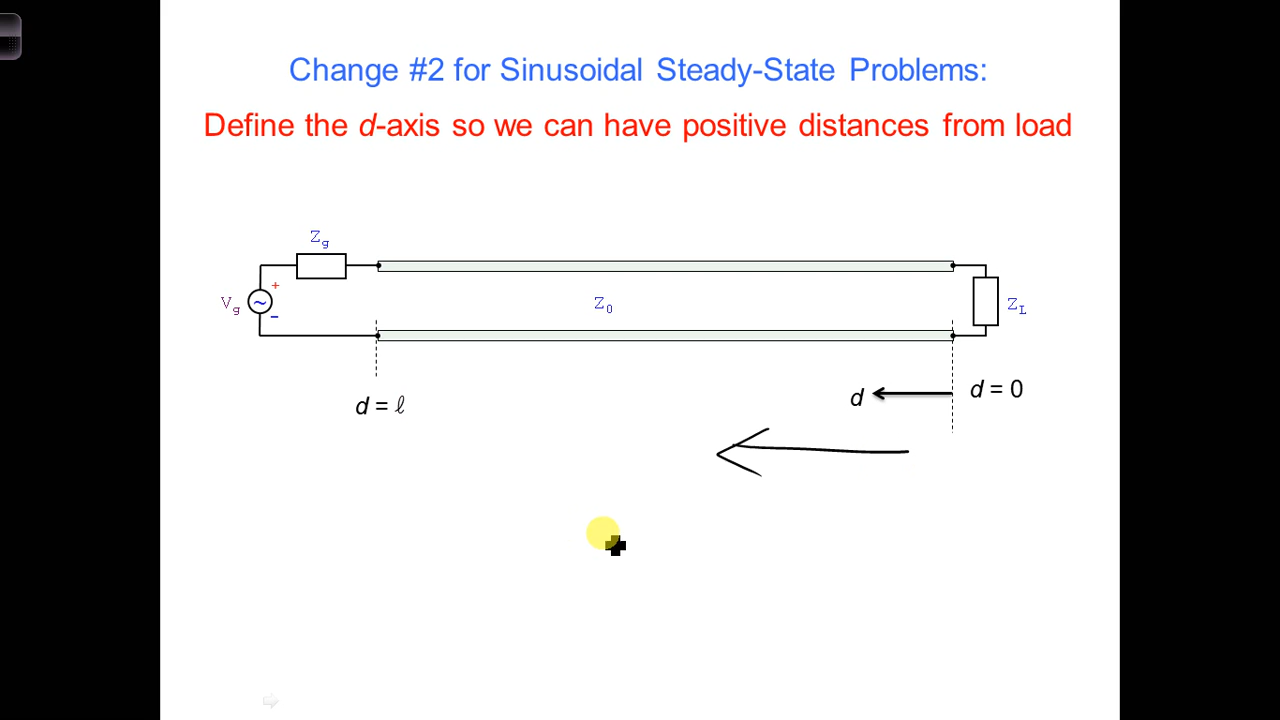 Change #2 for Sinusoidal Steady-State Problems:
Define the d-axis so we can have positive distances from load
Zg
+
Vg
~
−
Z0
ZL
d = ℓ
d
d = 0